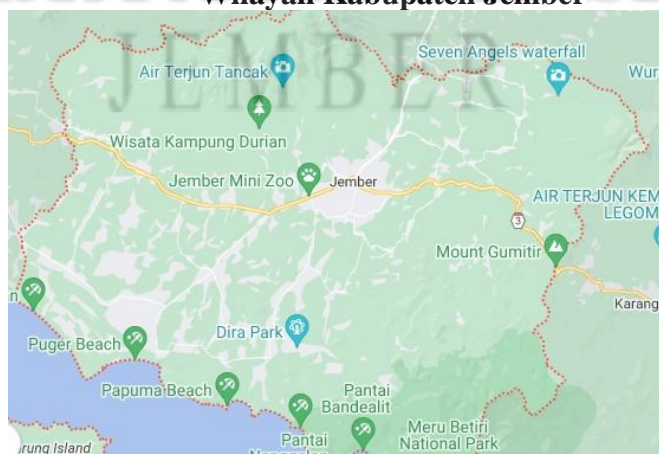 Wilayah Kabupaten Jember
JEMBER
Seven Angels waterfall
Air Terjun Tancak
Wisata Kampung Durian
Jember Mini Zoo
Jember
AIR TERJUN KEM
LEGOM
3
Mount Gumitir
Karang
Dira Park
Puger Beach
Papuma Beach
Pantai
Bandealit
Pantai
Meru Betiri
National Park
rung Island